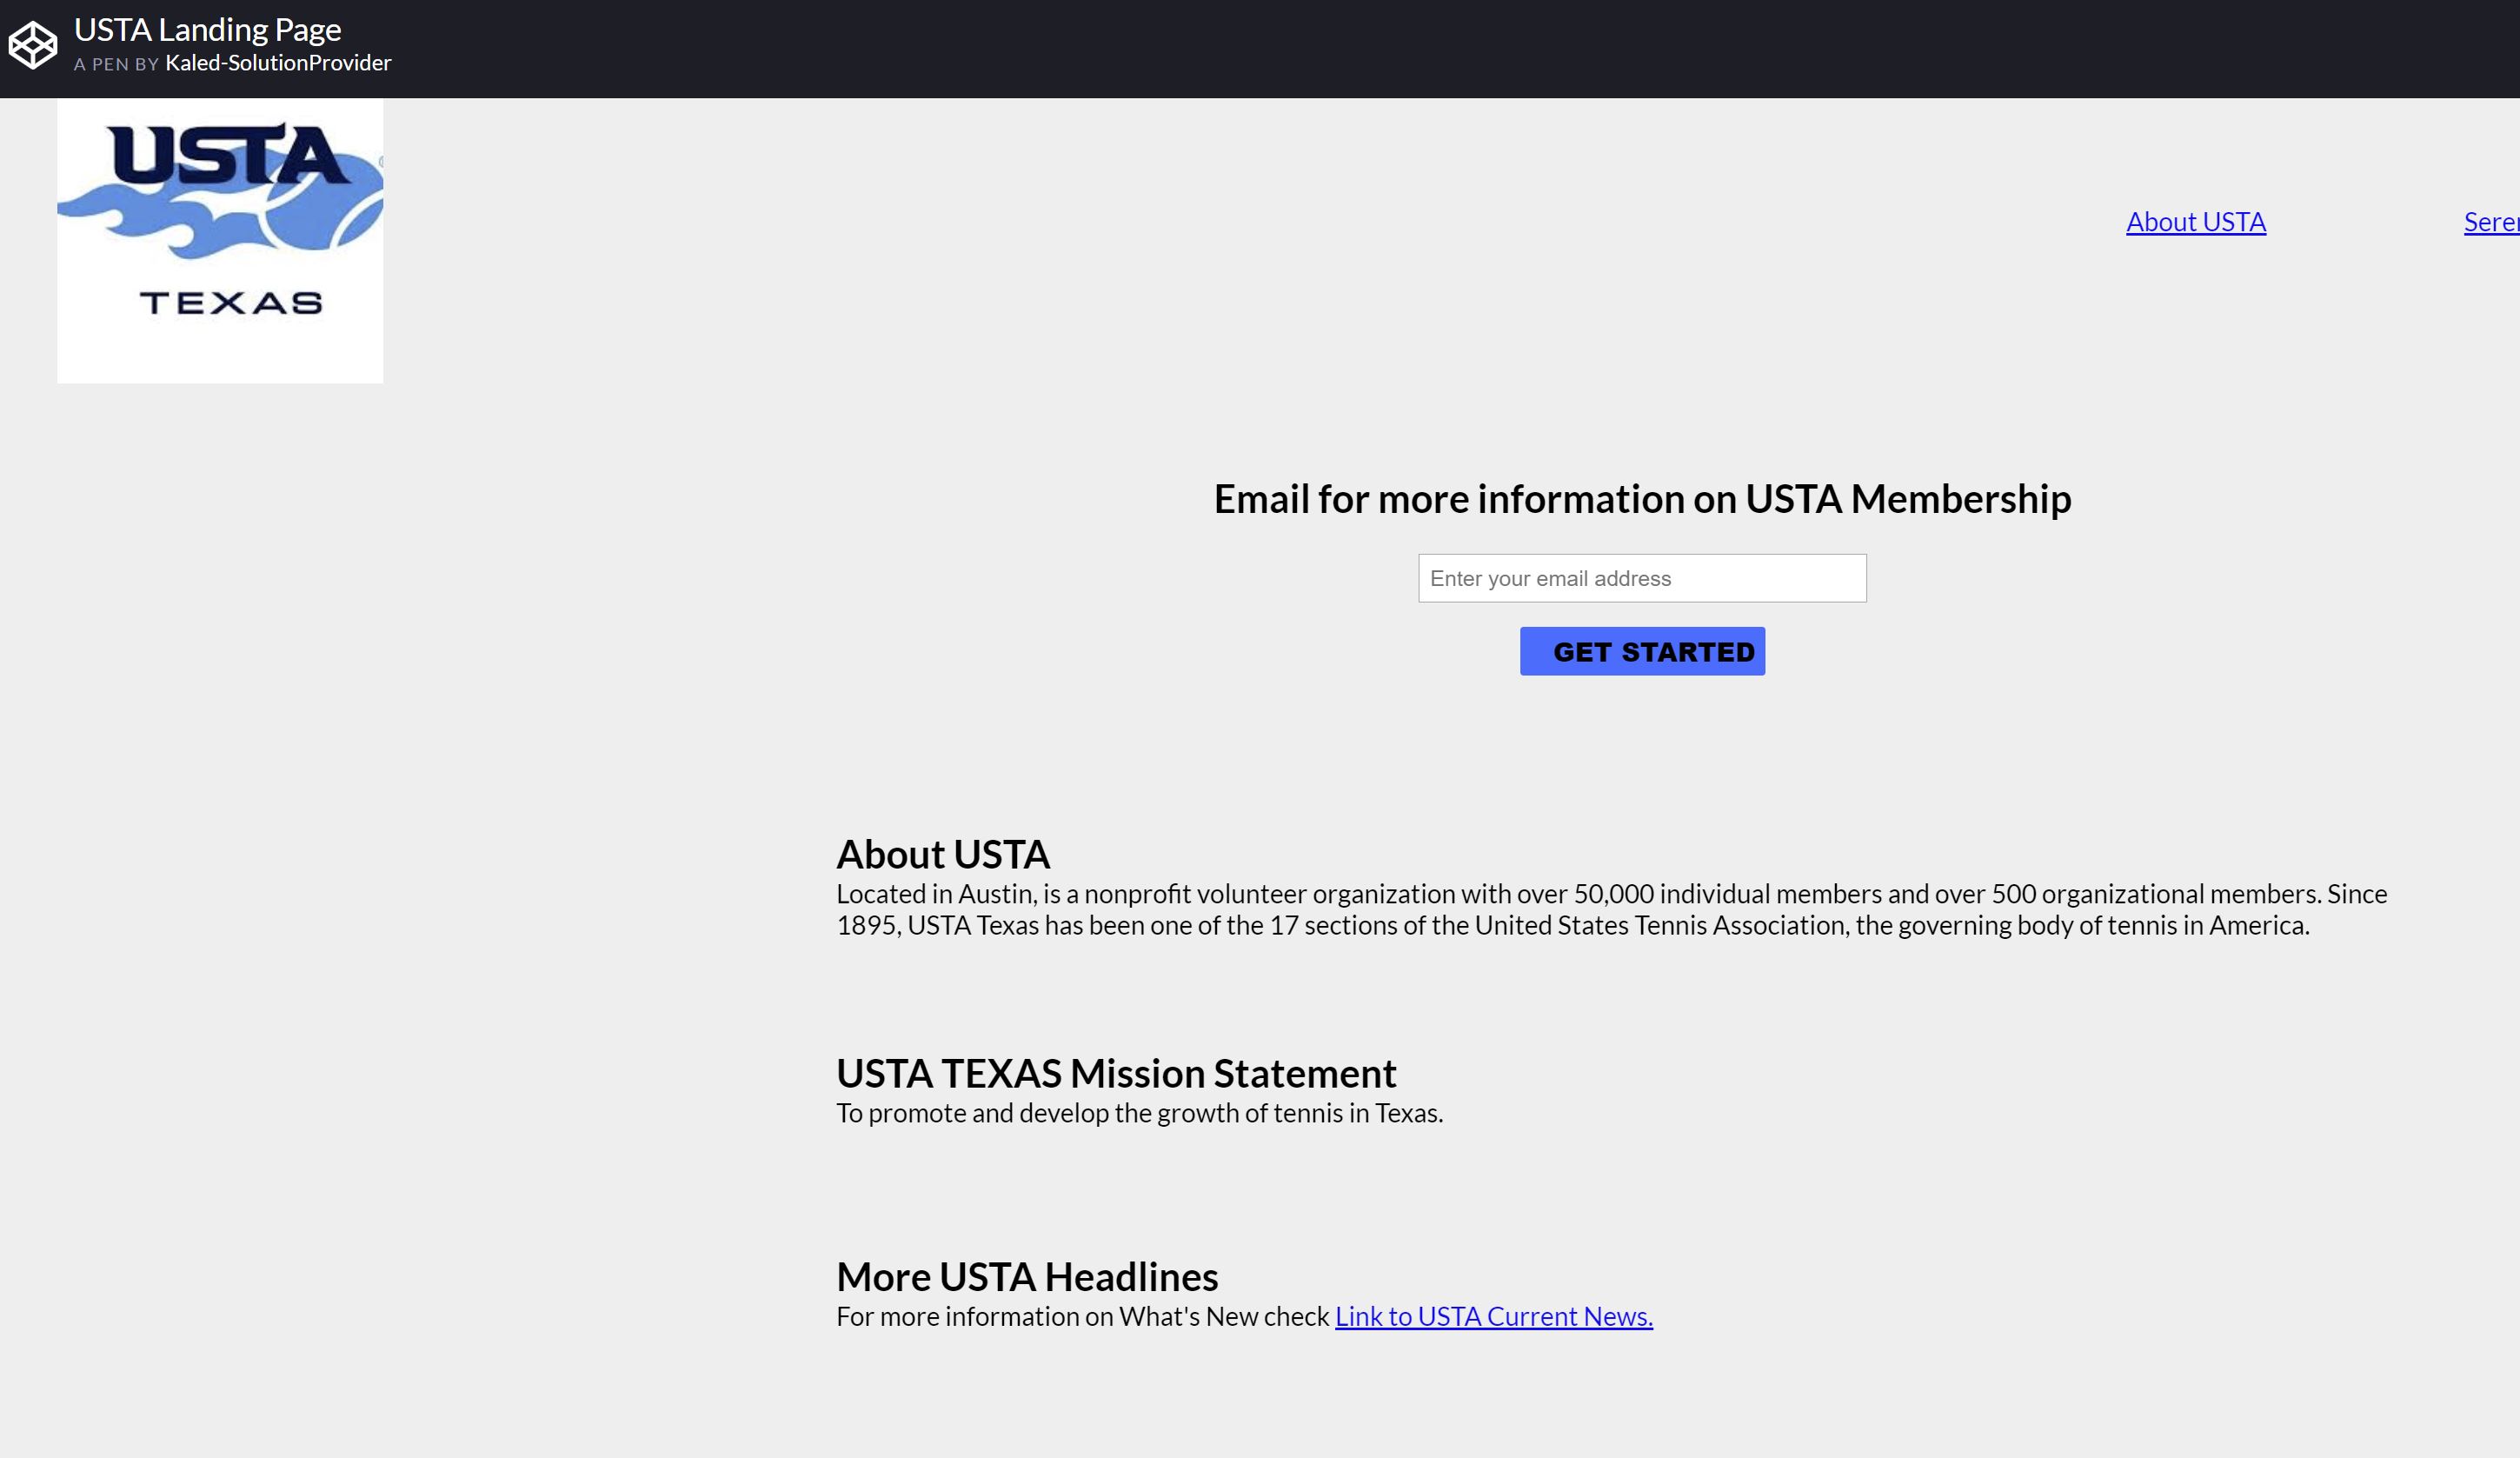 USTA Landing Page
A PEN BY Kaled-SolutionProvider
USTA
TEXAS
About USTA
Email for more information on USTA Membership
Enter your email address
GET STARTED
About USTA
Located in Austin, is a nonprofit volunteer organization with over 50,000 individual members and over 500 organizational members. Since
1895, USTA Texas has been one of the 17 sections of the United States Tennis Association, the governing body of tennis in America.
USTA TEXAS Mission Statement
To promote and develop the growth of tennis in Texas.
More USTA Headlines
For more information on What's New check Link to USTA Current News.